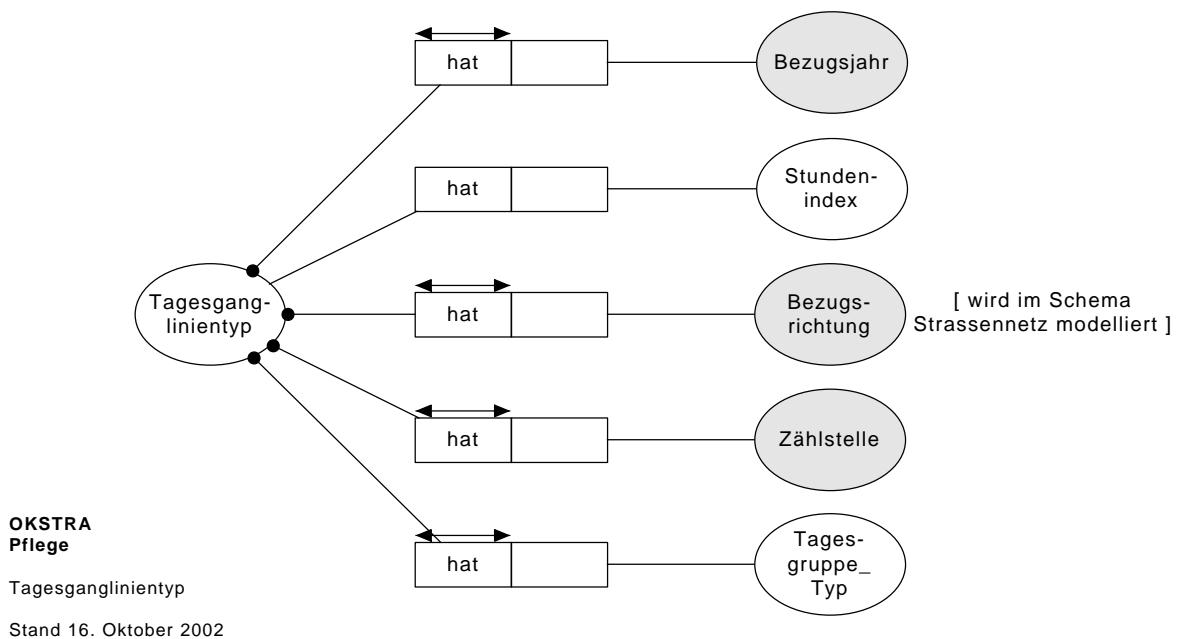 hat
Bezugsjahr
hat
Stunden-
index
Tagesgang-
linientyp
hat
Bezugs-
richtung
[ wird im Schema
Strassennetz modelliert ]
hat
Zählstelle
hat
Tages-
gruppe_
Typ
OKSTRA
Pflege
Tagesganglinientyp
Stand 16. Oktober 2002